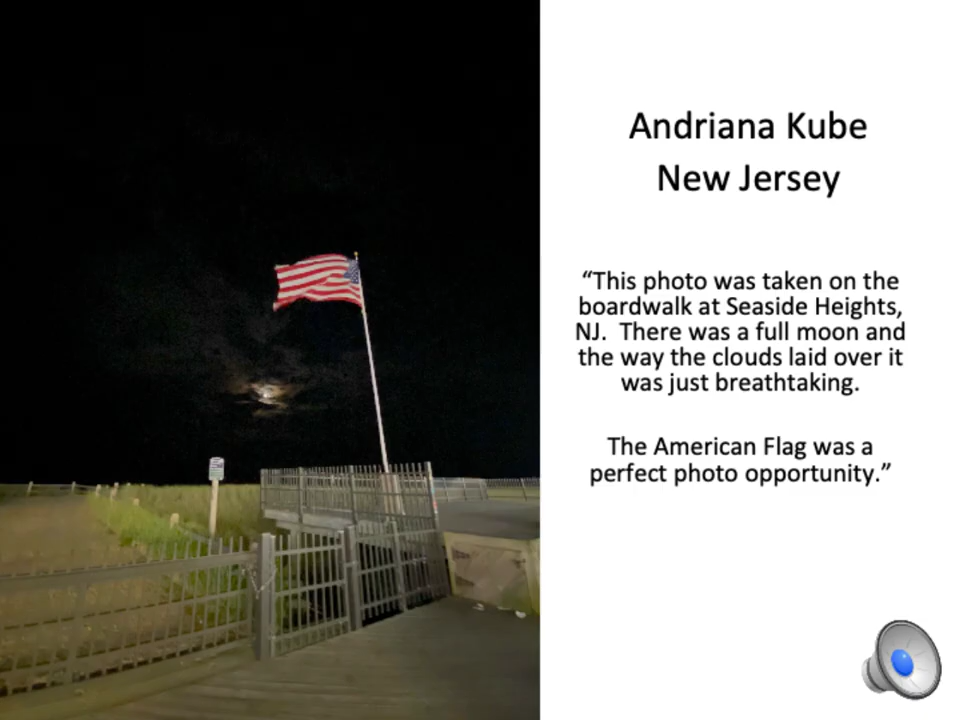 Andriana Kube
New Jersey
“This photo was taken on the
boardwalk at Seaside Heights,
NJ.  There was a full moon and
the way the clouds laid over it
was just breathtaking.
The American Flag was a
perfect photo opportunity.”